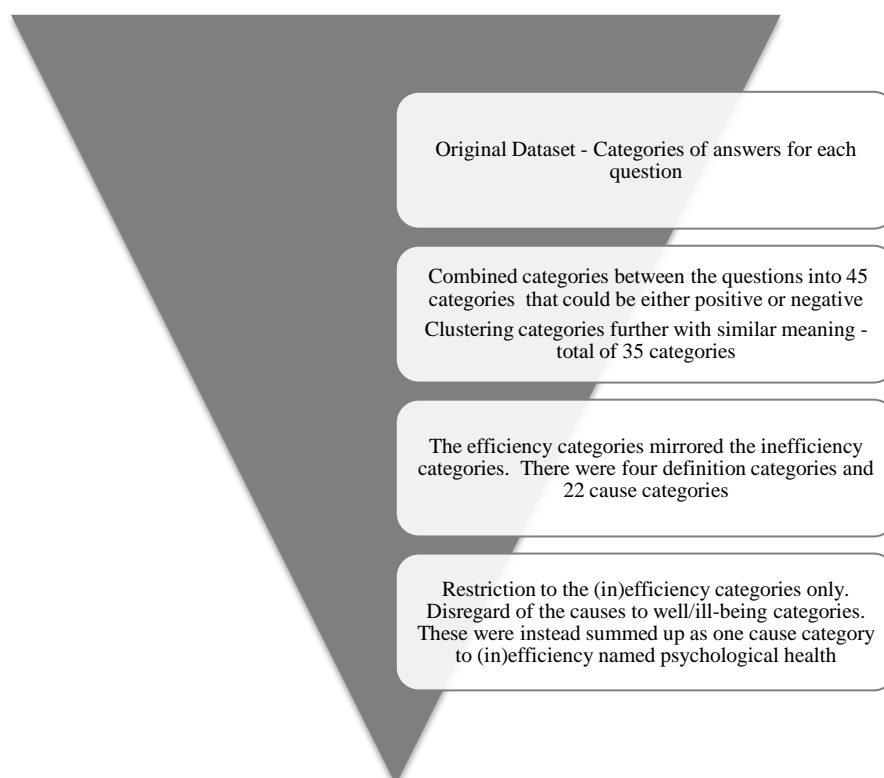 Original Dataset - Categories of answers for each
question
Combined categories between the questions into 45
categories  that could be either positive or negative
Clustering categories further with similar meaning -
total of 35 categories
The efficiency categories mirrored the inefficiency
categories.  There were four definition categories and
22 cause categories
Restriction to the (in)efficiency categories only.
Disregard of the causes to well/ill-being categories.
These were instead summed up as one cause category
to (in)efficiency named psychological health